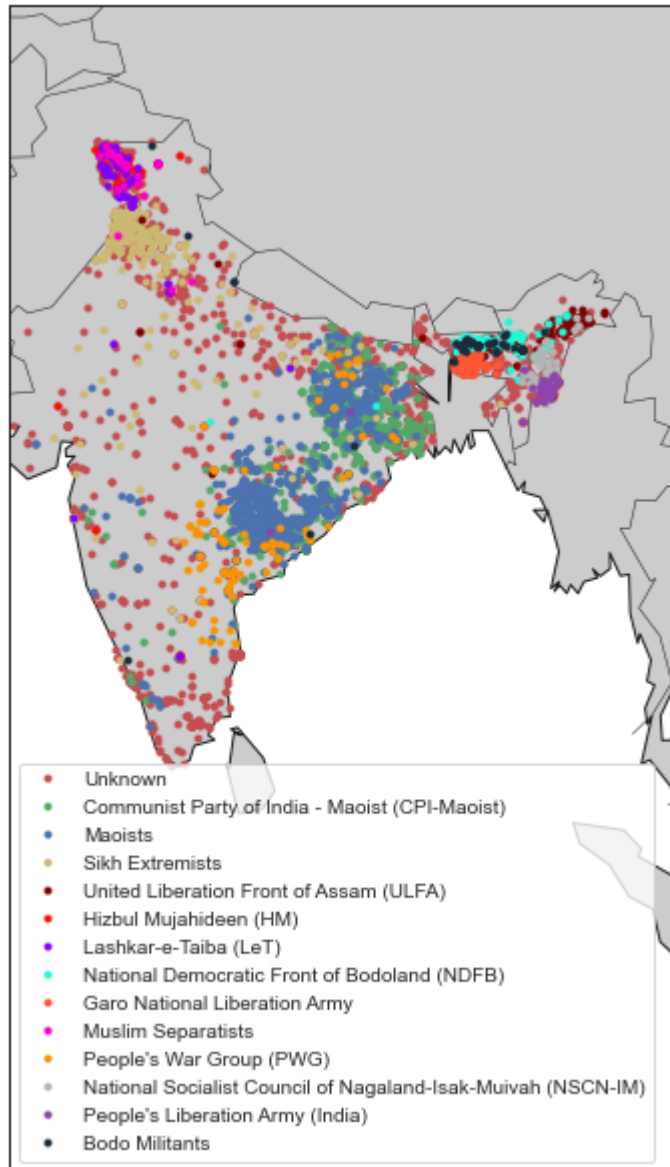 Unknown
Communist Party of India - Maoist (CPI-Maoist)
Maoists
Sikh Extremists
United Liberation Front of Assam (ULFA)
Hizbul Mujahideen (HM)
Lashkar-e-Taiba (LeT)
National Democratic Front of Bodoland (NDFB)
Garo National Liberation Army
Muslim Separatists
People's War Group (PWG)
National Socialist Council of Nagaland-Isak-Muivah (NSCN-IM)
People's Liberation Army (India)
Bodo Militants